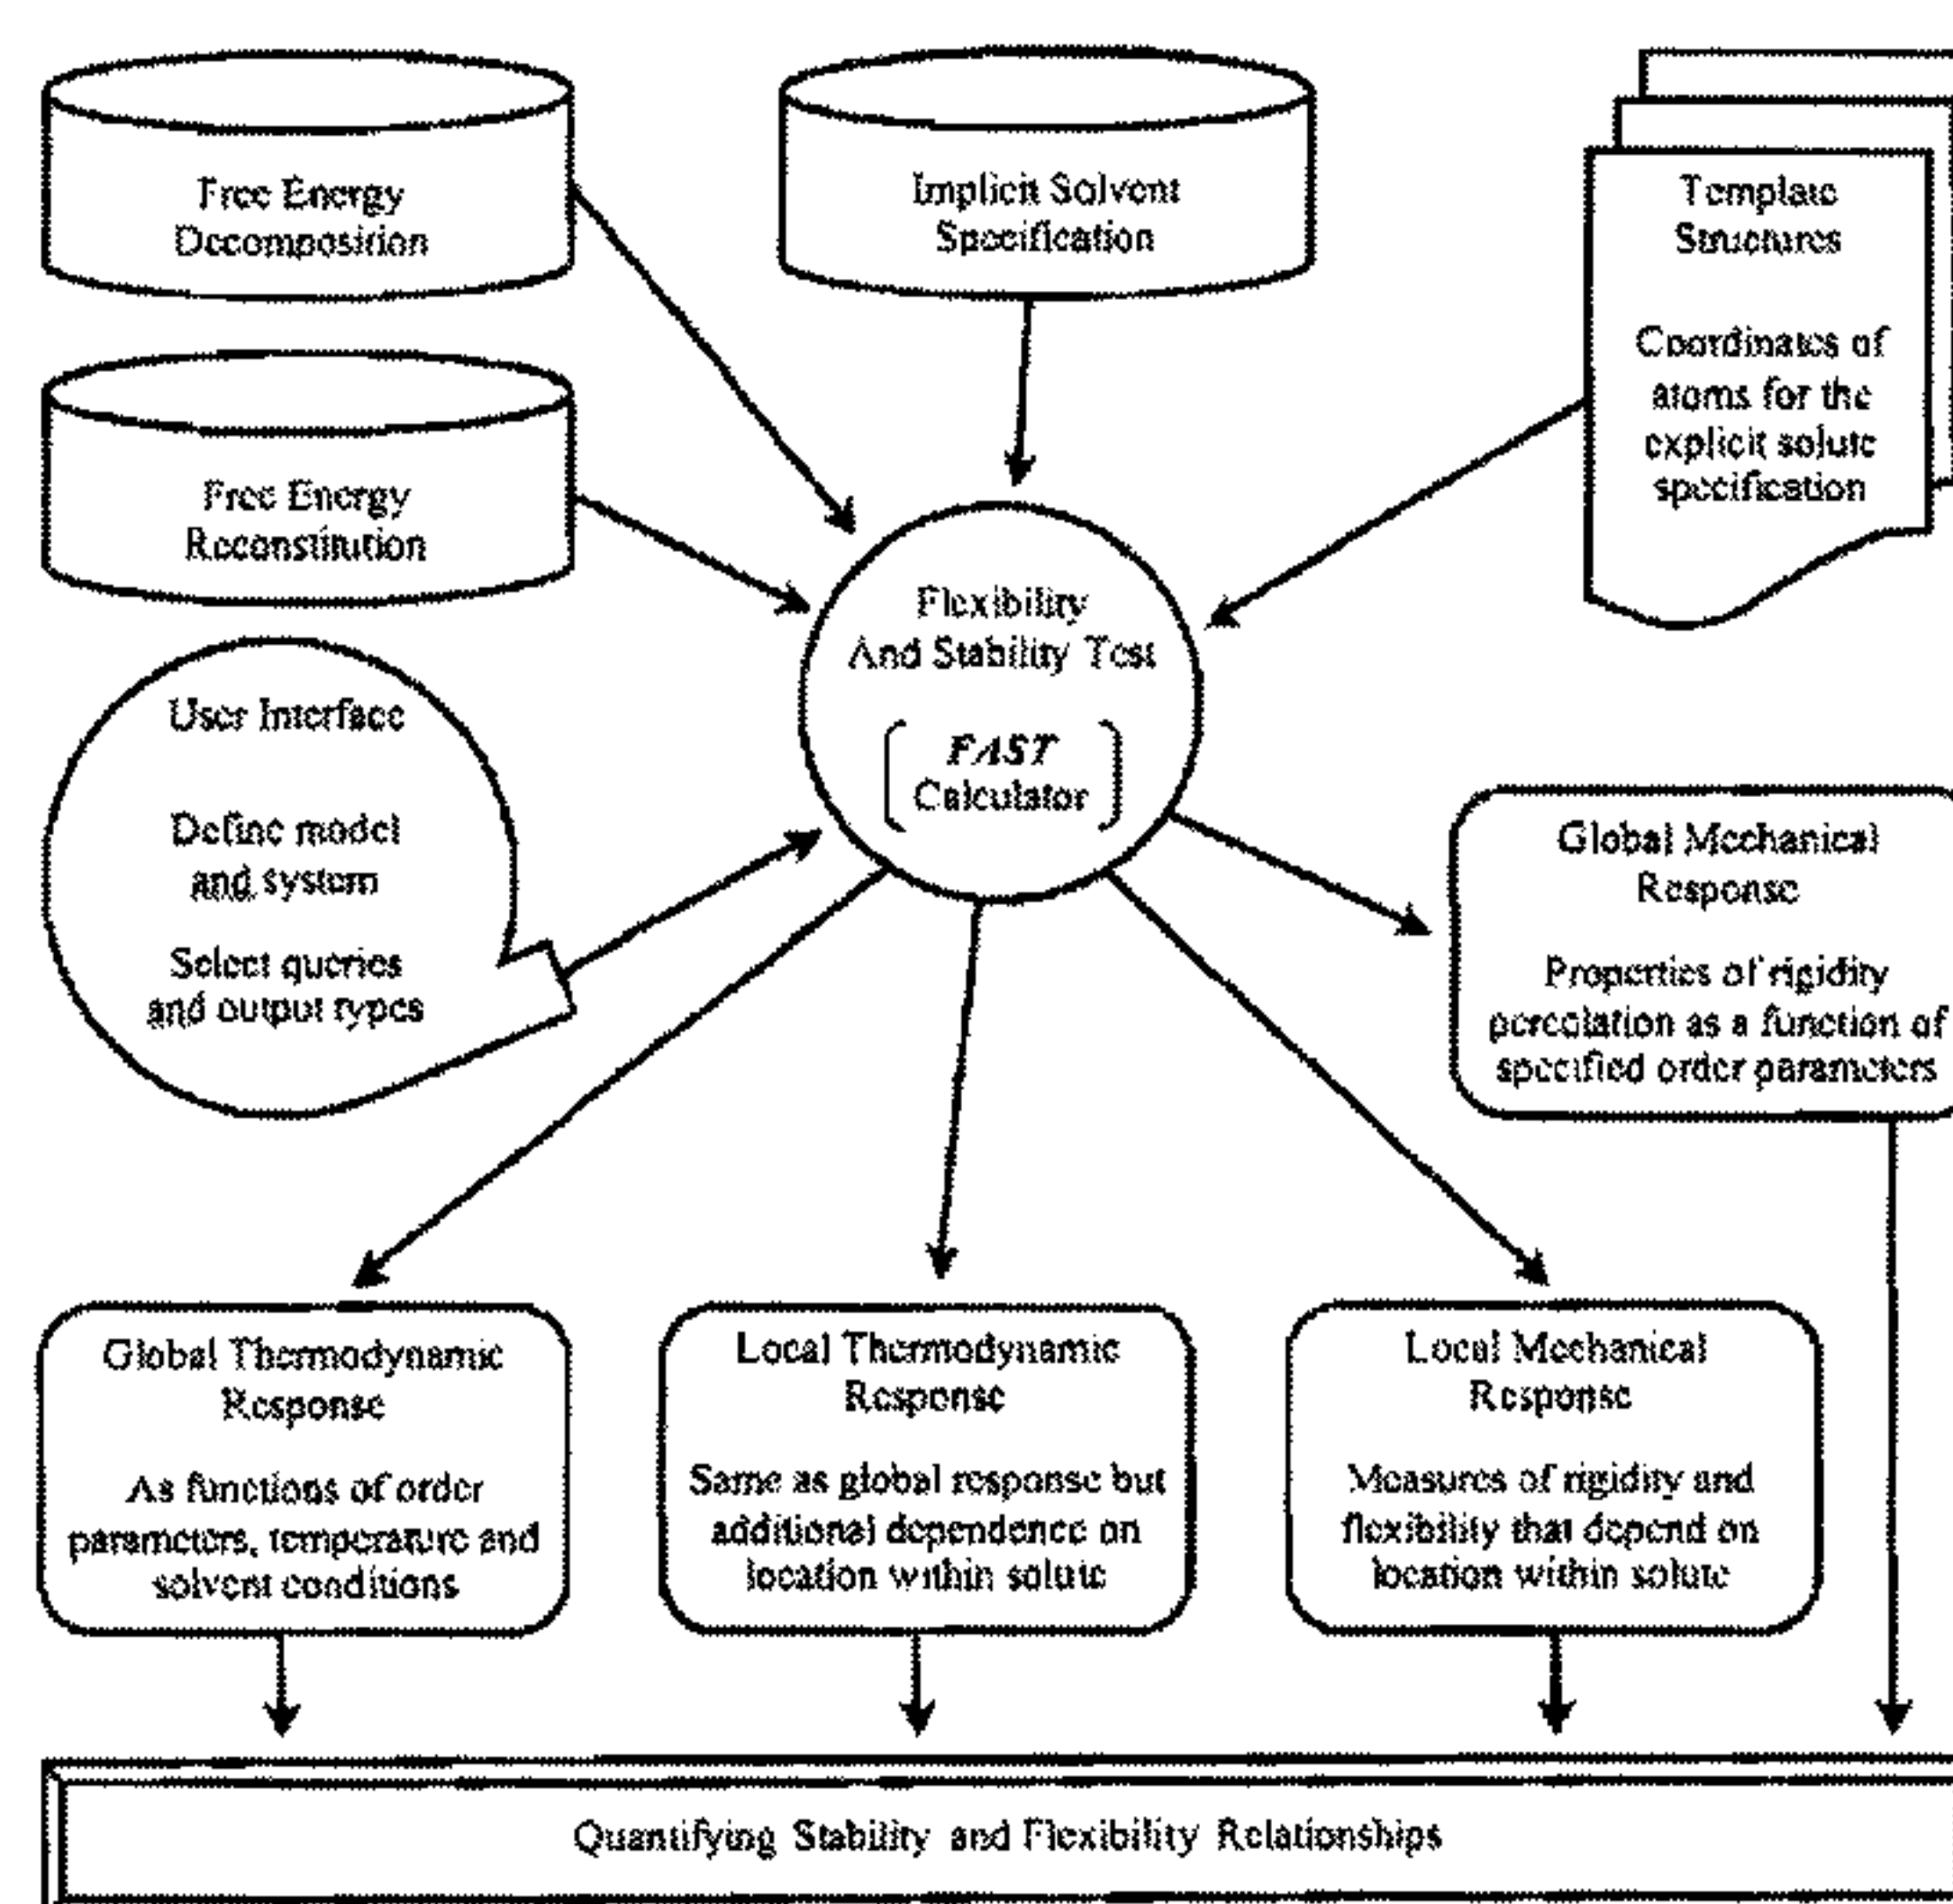 Free Energy
Decomposition
Implicit Solvent
Specification
Template
Structures
Coordinates of
atoms for the
explicit solute
specification
Free Energy
Reconstitution
Flexibility
And Stability Test
FAST
Calculator
User Interface
Define model
and system
Select queries
and output types
Global Mechanical
Response
Properties of rigidity
percolation as a function of
specified order parameters
Global Thermodynamic
Response
As functions of order
parameters, temperature and
solvent conditions
Local Thermodynamic
Response
Same as global response but
additional dependence on
location within solute
Local Mechanical
Response
Measures of rigidity and
flexibility that depend on
location within solute
Quantifying Stability and Flexibility Relationships